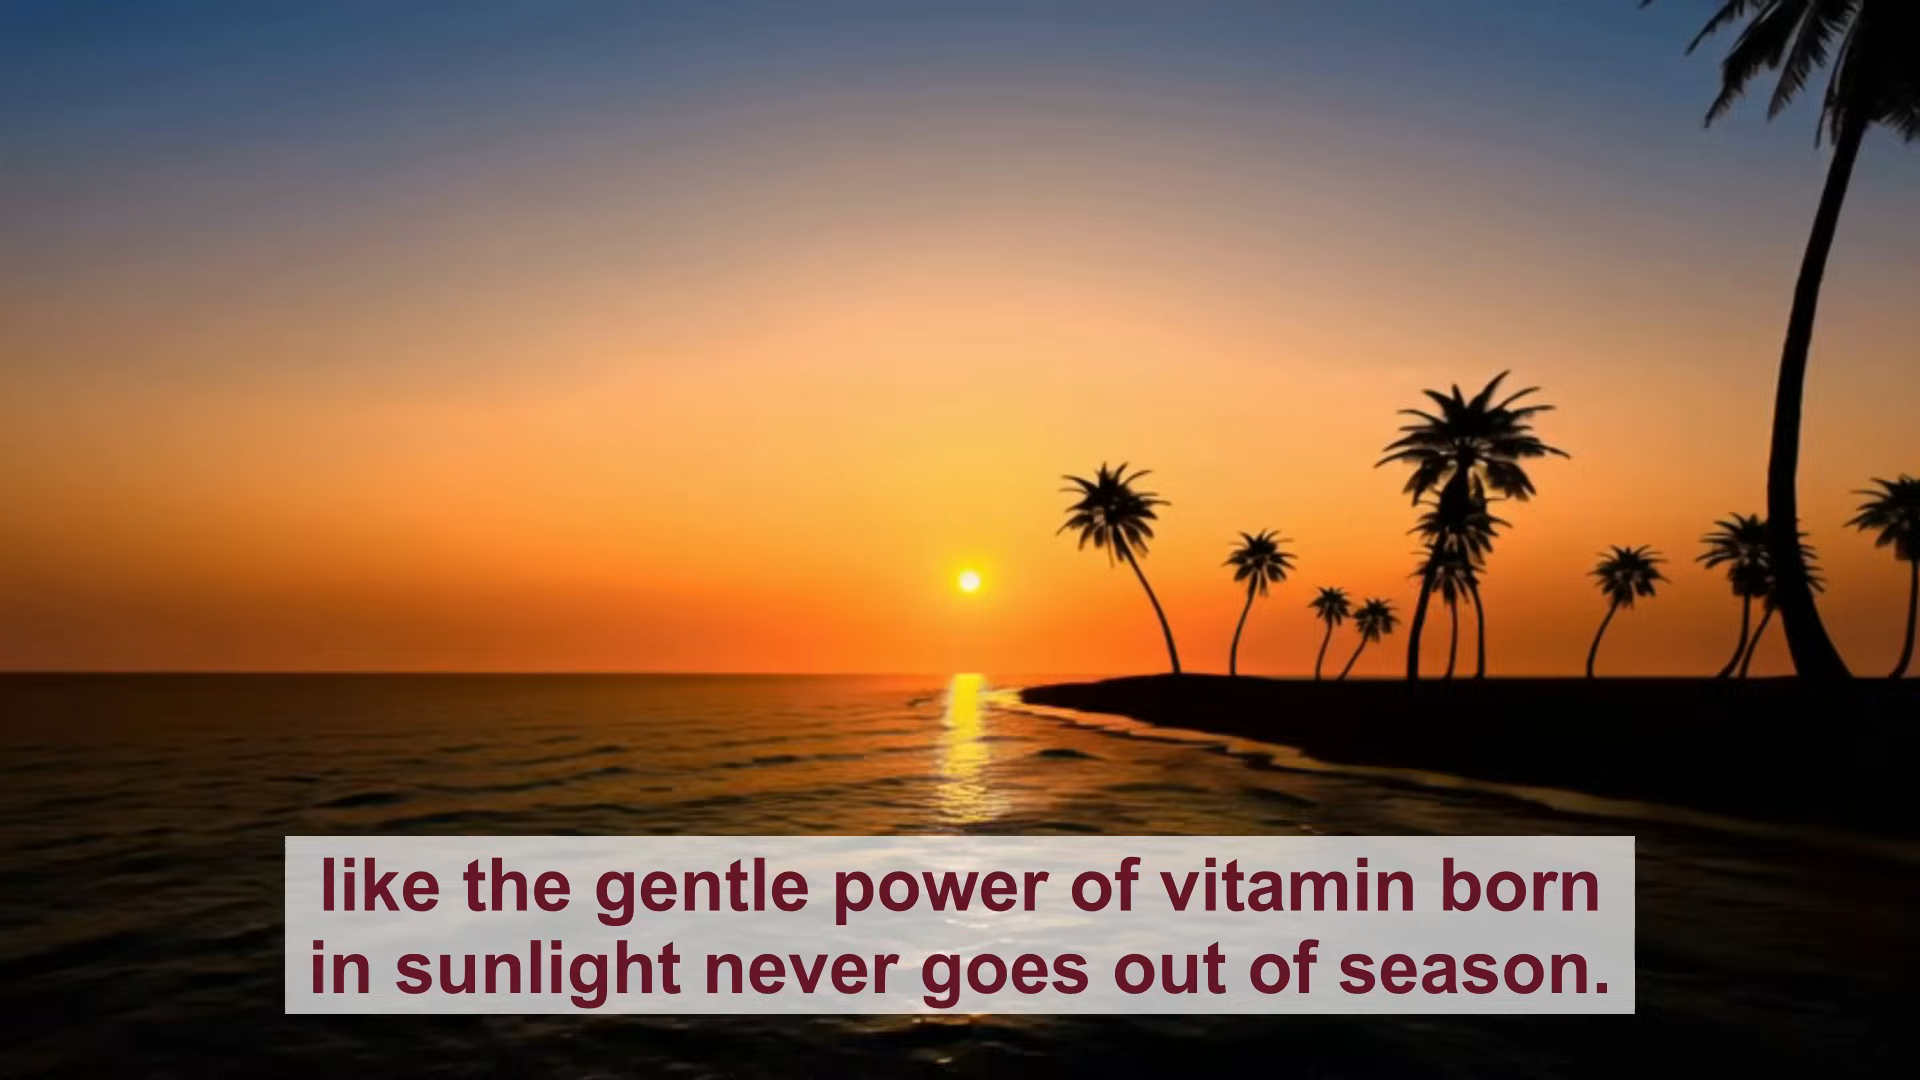 like the gentle power of vitamin born
in sunlight never goes out of season.